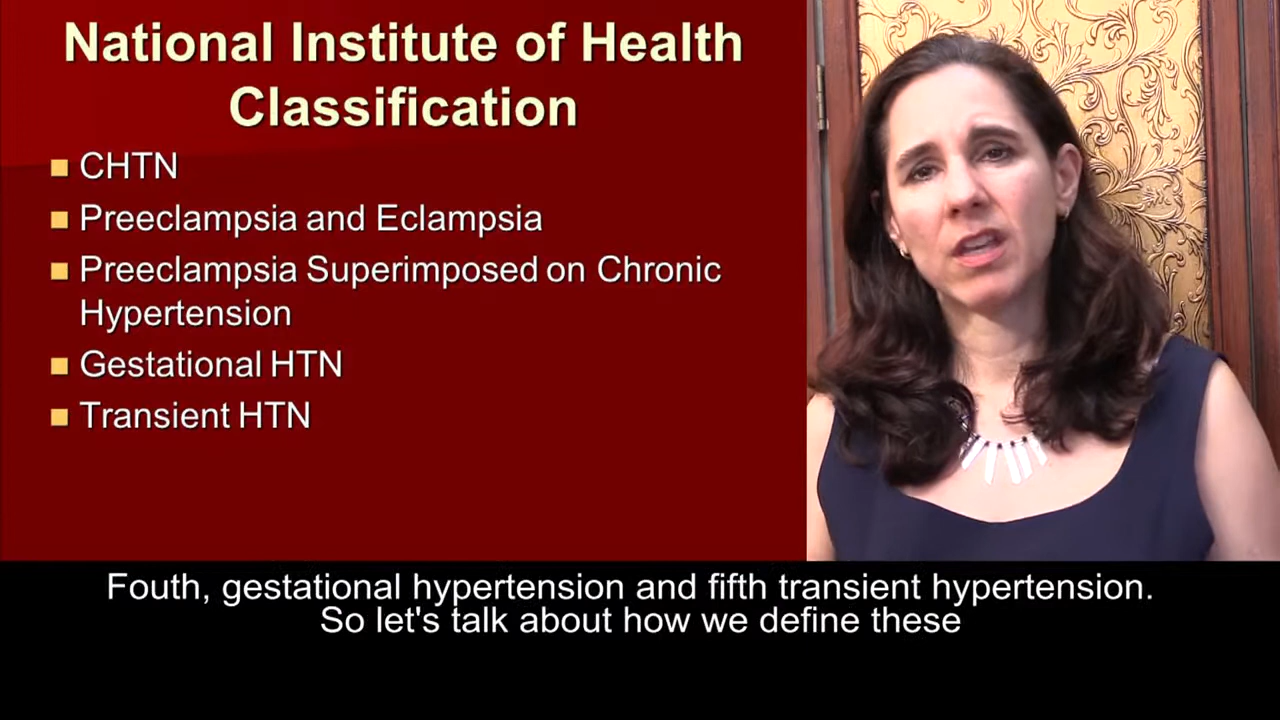 National Institute of Health
Classification
CHTN
Preeclampsia and Eclampsia
Preeclampsia Superimposed on Chronic
Hypertension
Gestational HTN
Transient HTN
Fouth, gestational hypertension and fifth transient hypertension.
So let's talk about how we define these